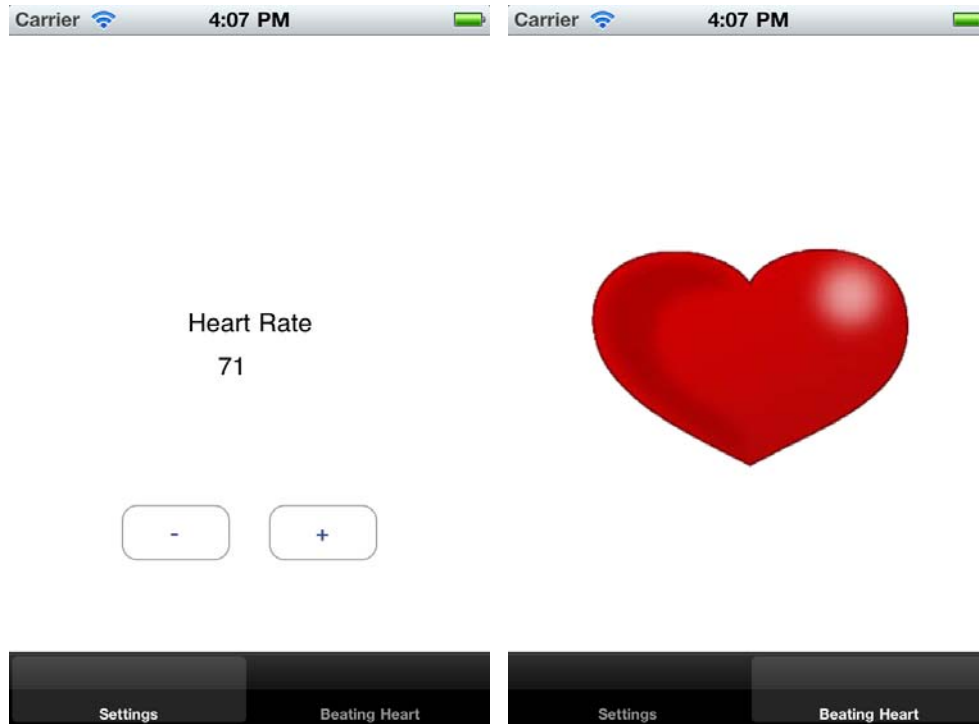 Carrier 4:07 PM
Heart Rate
71
- +
Settings Beating Heart
Carrier 4:07 PM
Settings Beating Heart